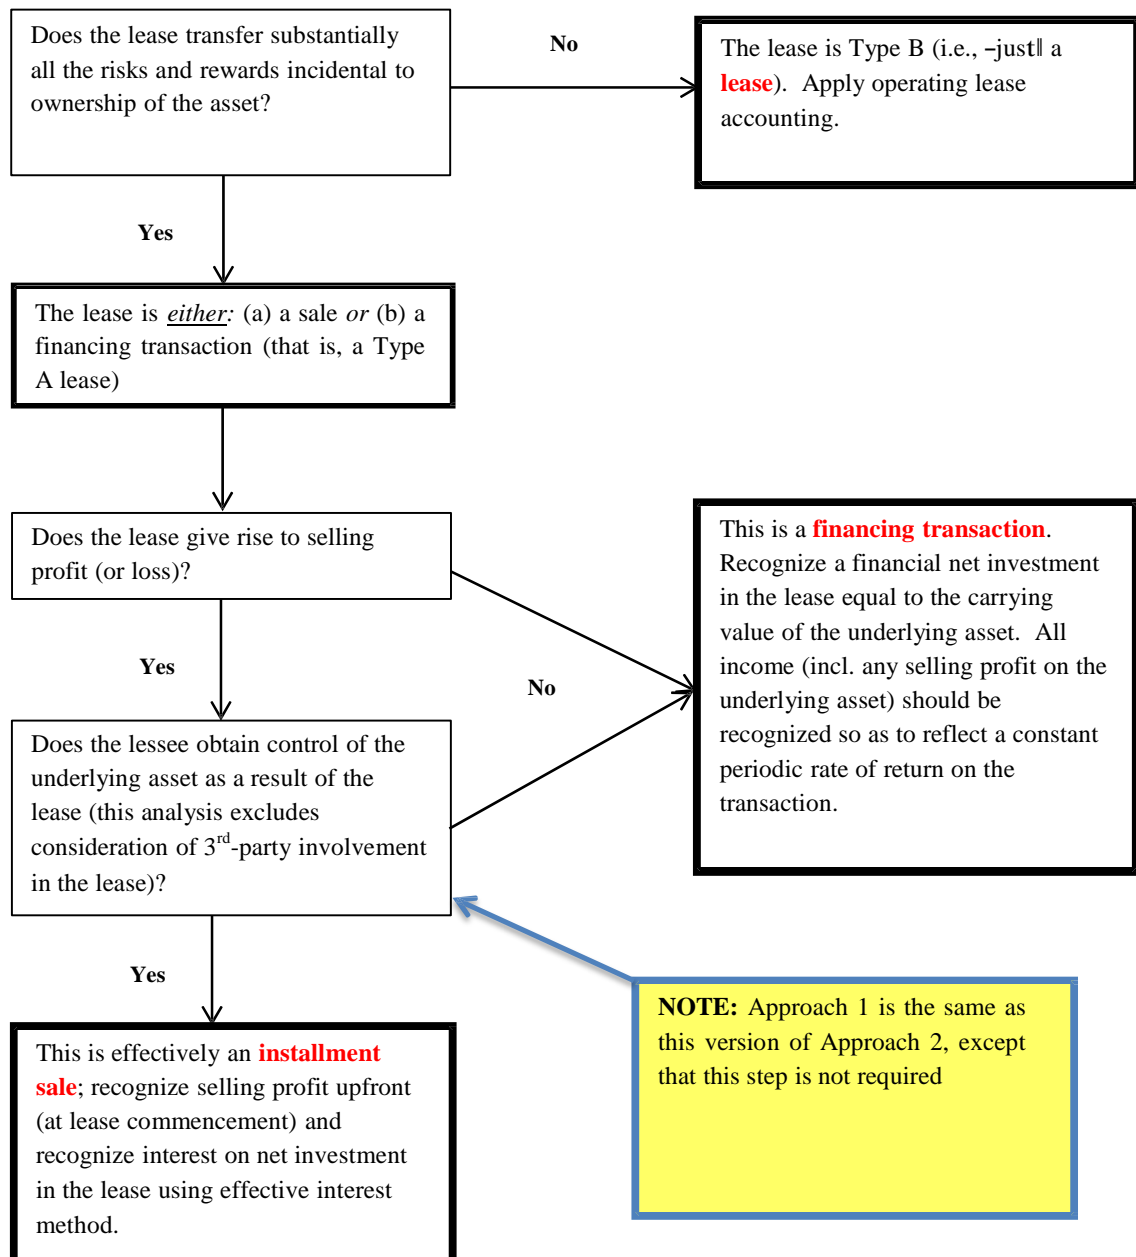 Does the lease transfer substantially
all the risks and rewards incidental to
ownership of the asset?
No
The lease is Type B (i.e., ―just‖ a
lease). Apply operating lease
accounting.
Yes
The lease is either: (a) a sale or (b) a
financing transaction (that is, a Type
A lease)
Does the lease give rise to selling
profit (or loss)?
Yes
No
This is a financing transaction.
Recognize a financial net investment
in the lease equal to the carrying
value of the underlying asset. All
income (incl. any selling profit on the
underlying asset) should be
recognized so as to reflect a constant
periodic rate of return on the
transaction.
Does the lessee obtain control of the
underlying asset as a result of the
lease (this analysis excludes
consideration of 3rd-party involvement
in the lease)?
Yes
NOTE: Approach 1 is the same as
this version of Approach 2, except
that this step is not required
This is effectively an installment
sale; recognize selling profit upfront
(at lease commencement) and
recognize interest on net investment
in the lease using effective interest
method.